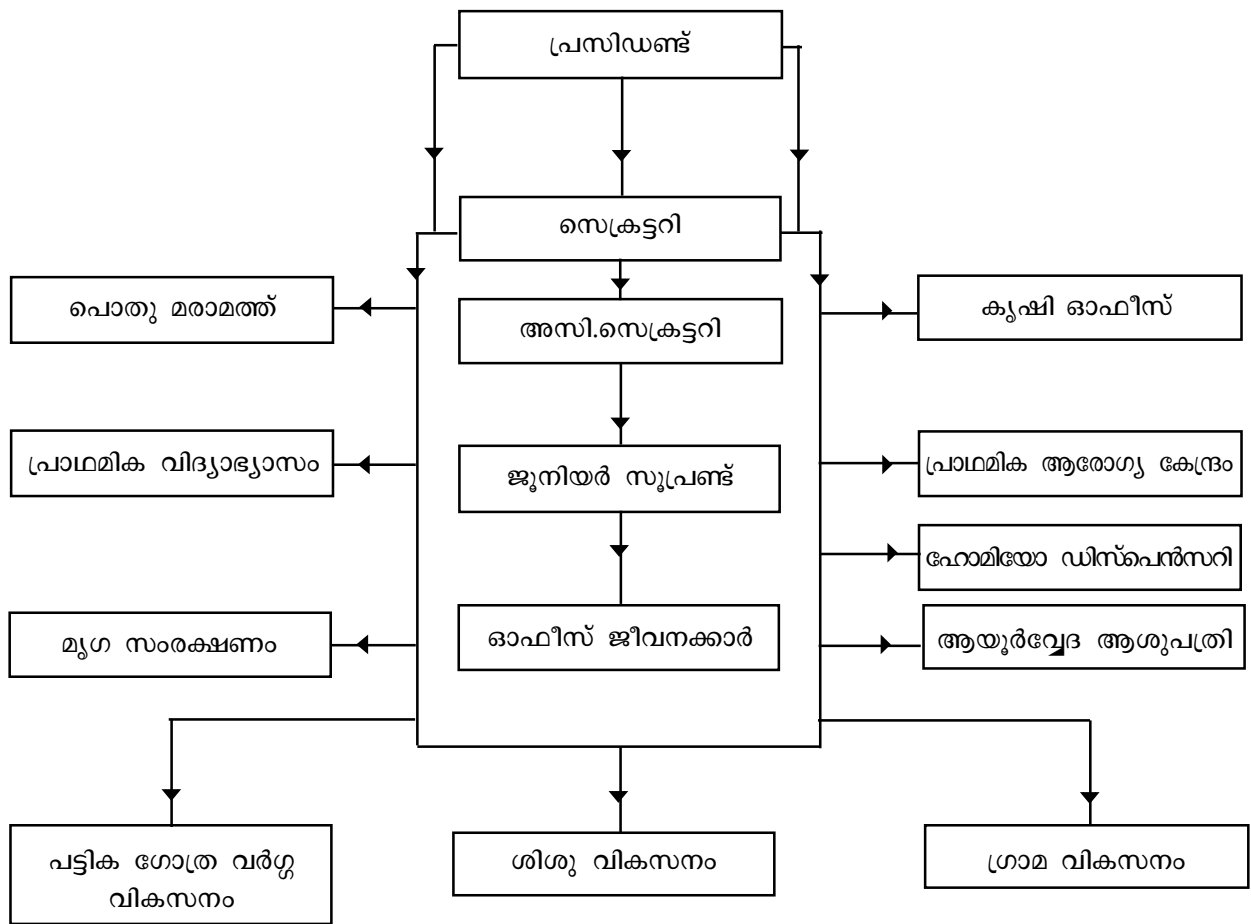 പ്രസിഡണ്ട്
സെക്രട്ടറി
പൊതു മരാമത്ത്
അസി.സെക്രട്ടറി
കൃഷി ഓഫീസ്
പ്രാഥമിക വിദ്യാഭ്യാസം
ജൂനിയർ സൂപ്രണ്ട്
പ്രാഥമിക ആരോഗ്യ കേന്ദ്രം
ഹോമിയോ ഡിസ്പെൻസറി
മൃഗ സംരക്ഷണം
ഓഫീസ് ജീവനക്കാർ
ആയൂർവ്വേദ ആശുപത്രി
പട്ടിക ഗോത്ര വർഗ്ഗ
വികസനം
ശിശു വികസനം
ഗ്രാമ വികസനം